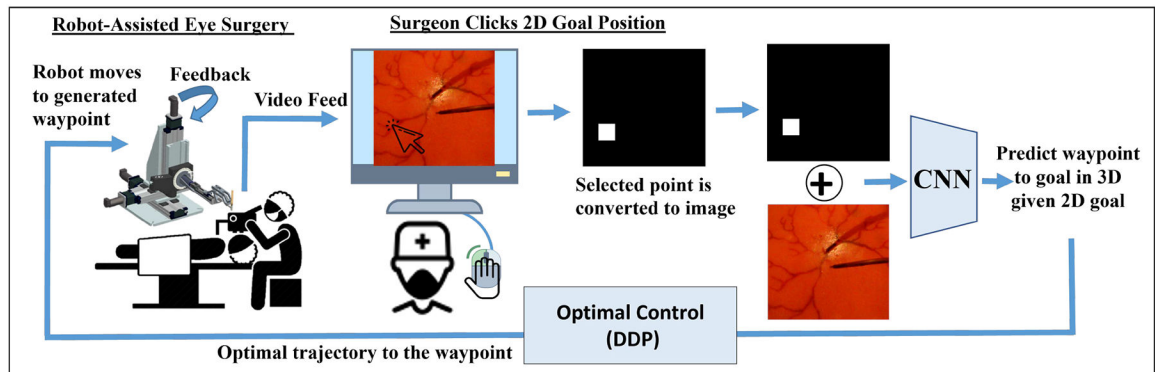 Robot-Assisted Eye Surgery
Surgeon Clicks 2D Goal Position
Robot moves
to generated
waypoint
Feedback
Video Feed
Selected point is
converted to image
CNN
Predict waypoint
to goal in 3D
given 2D goal
Optimal Control
(DDP)
Optimal trajectory to the waypoint